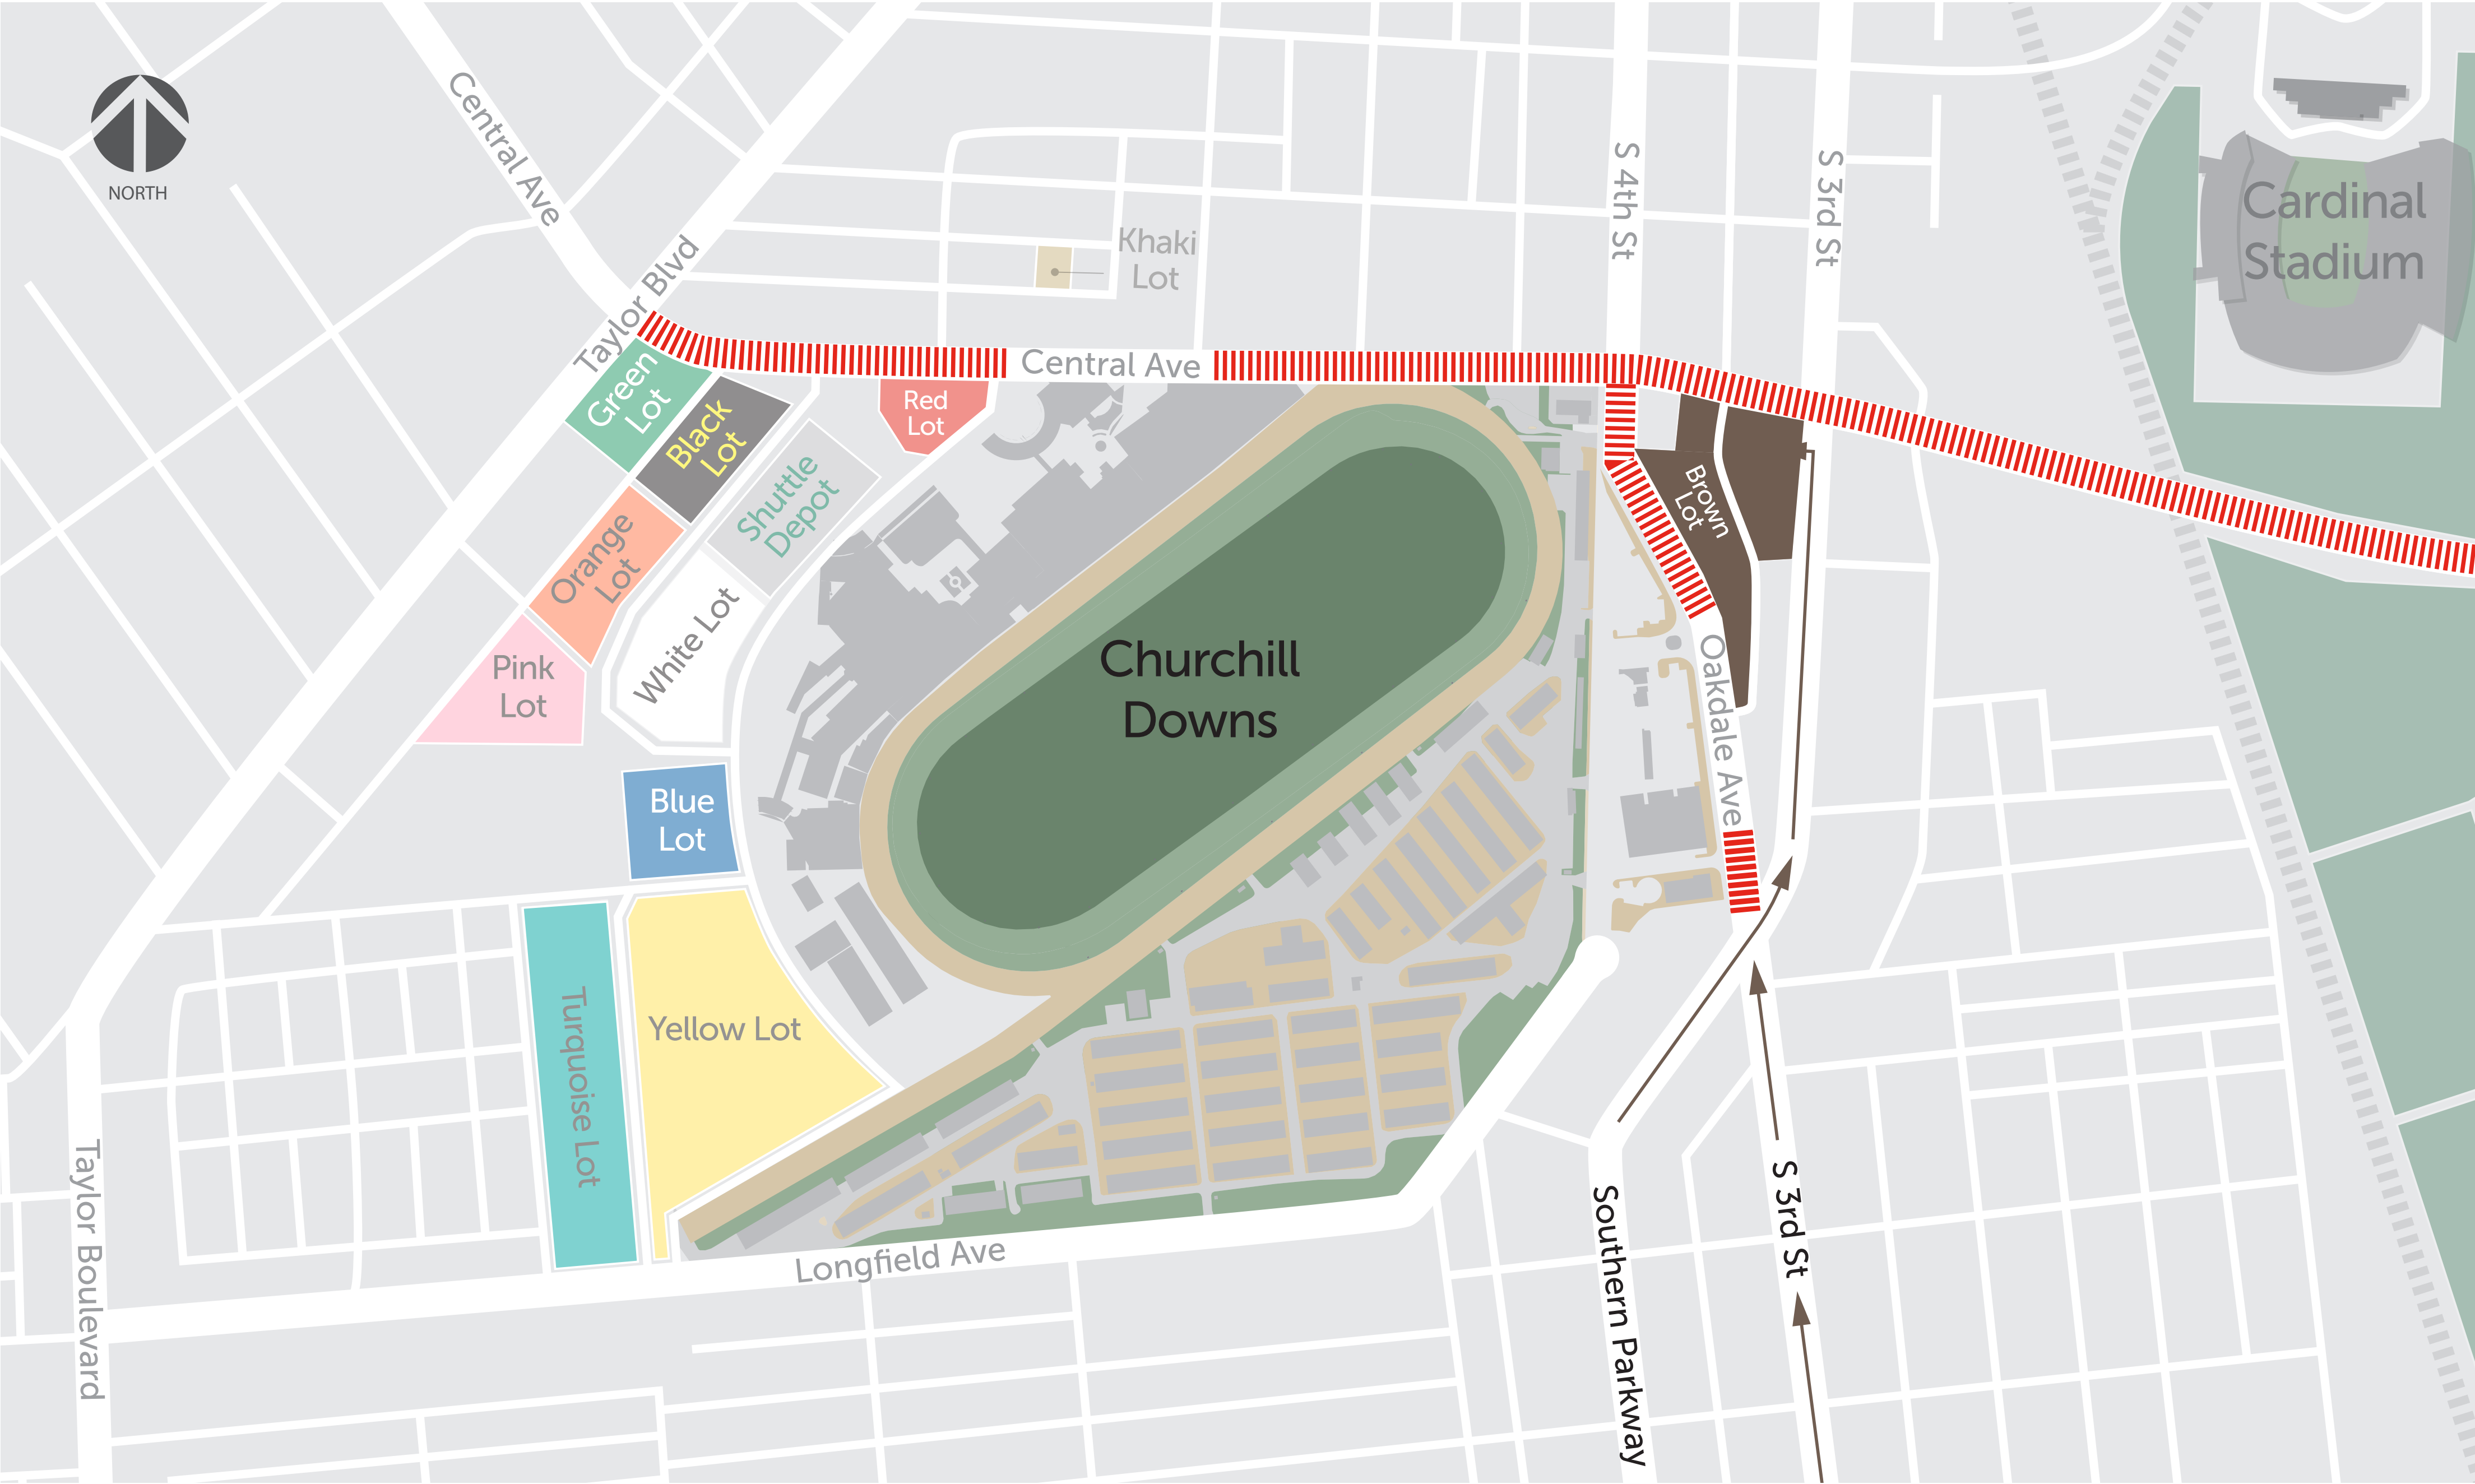 NORTH
Central Ave
Taylor Blvd
S 4th St
S 3rd St
Cardinal
Stadium
Khaki
Lot
Central Ave
Green
Lot
Black
Lot
Red
Lot
Shuttle
Depot
Brown
Lot
Orange
Lot
White Lot
Pink
Lot
Churchill
Downs
Oakdale Ave
Blue
Lot
Turquoise Lot
Yellow Lot
Taylor Boulevard
Longfield Ave
Southern Parkway
S 3rd St